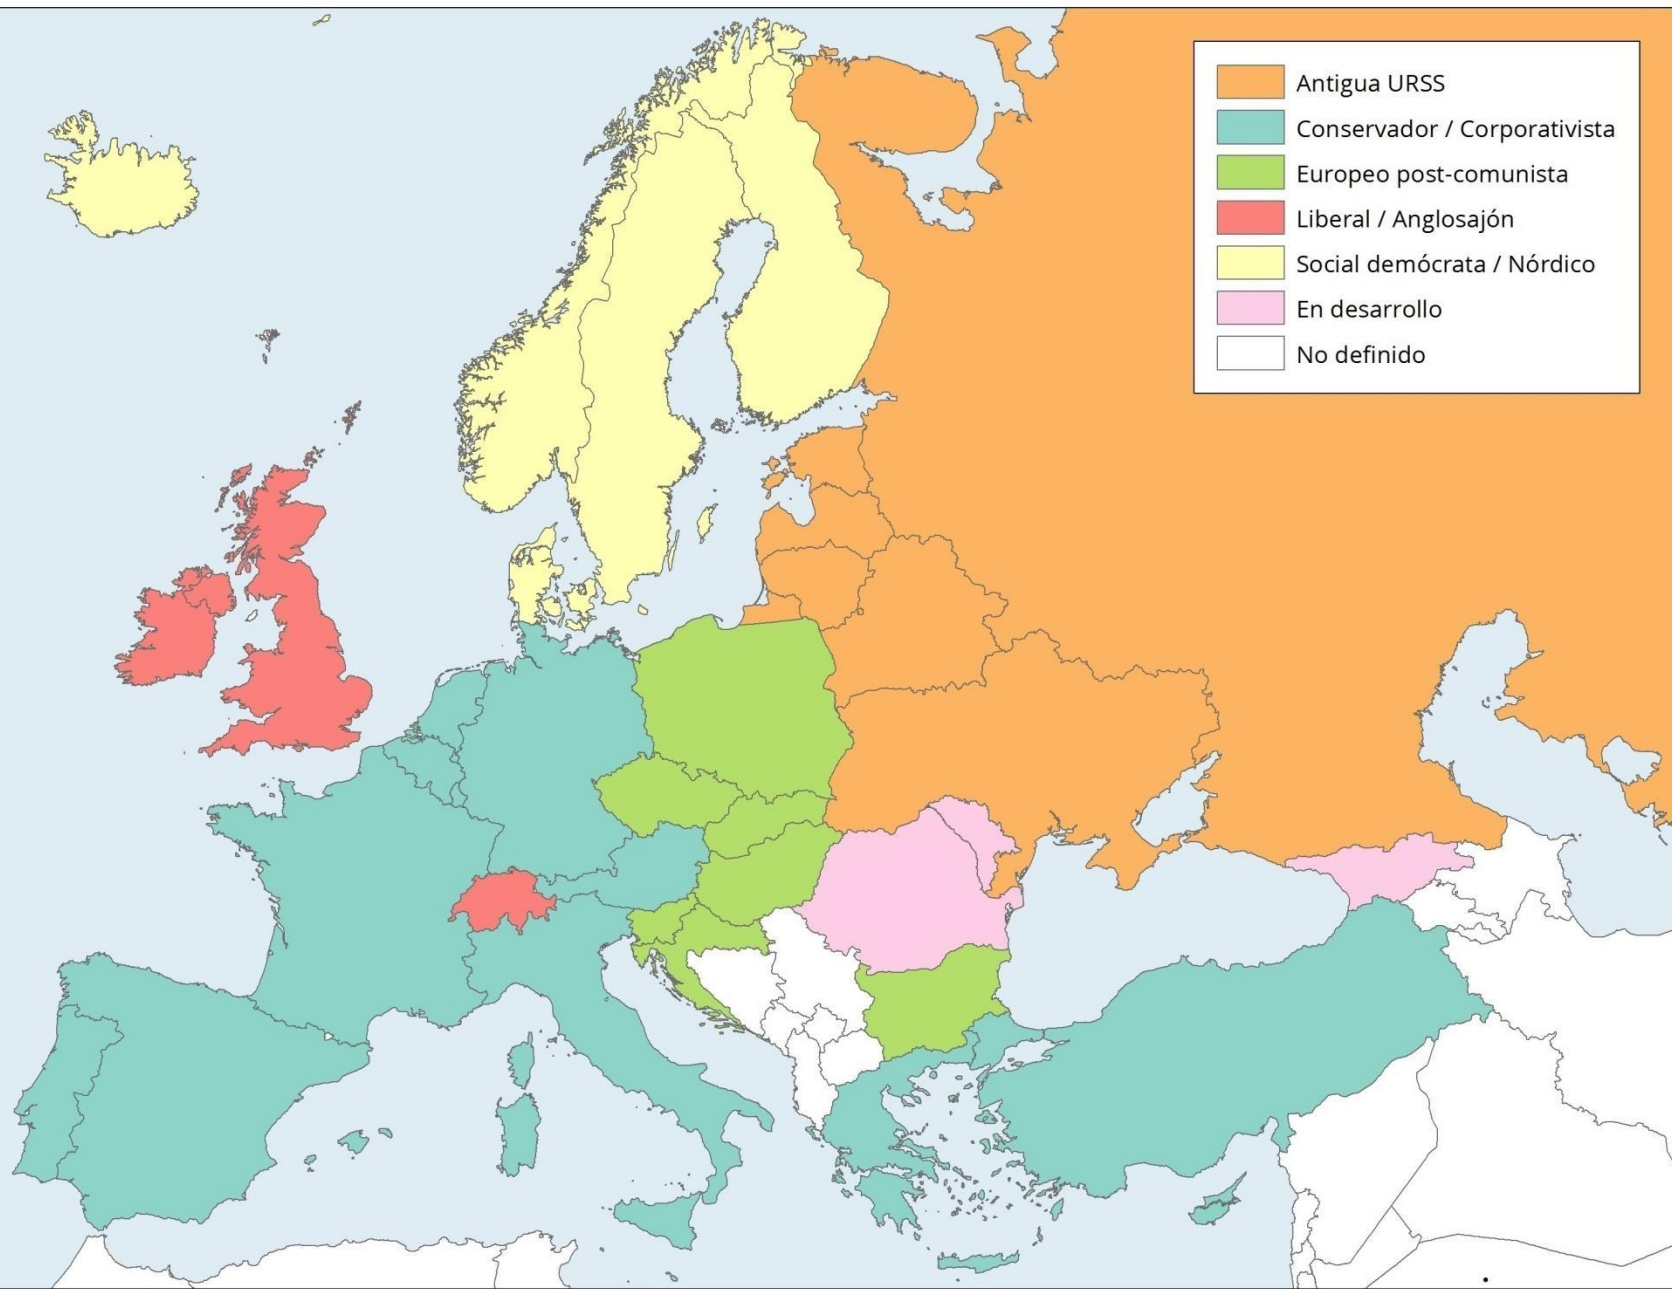 Antigua URSS
Conservador / Corporativista
Europeo post-comunista
Liberal / Anglosajón
Social demócrata / Nórdico
En desarrollo
No definido